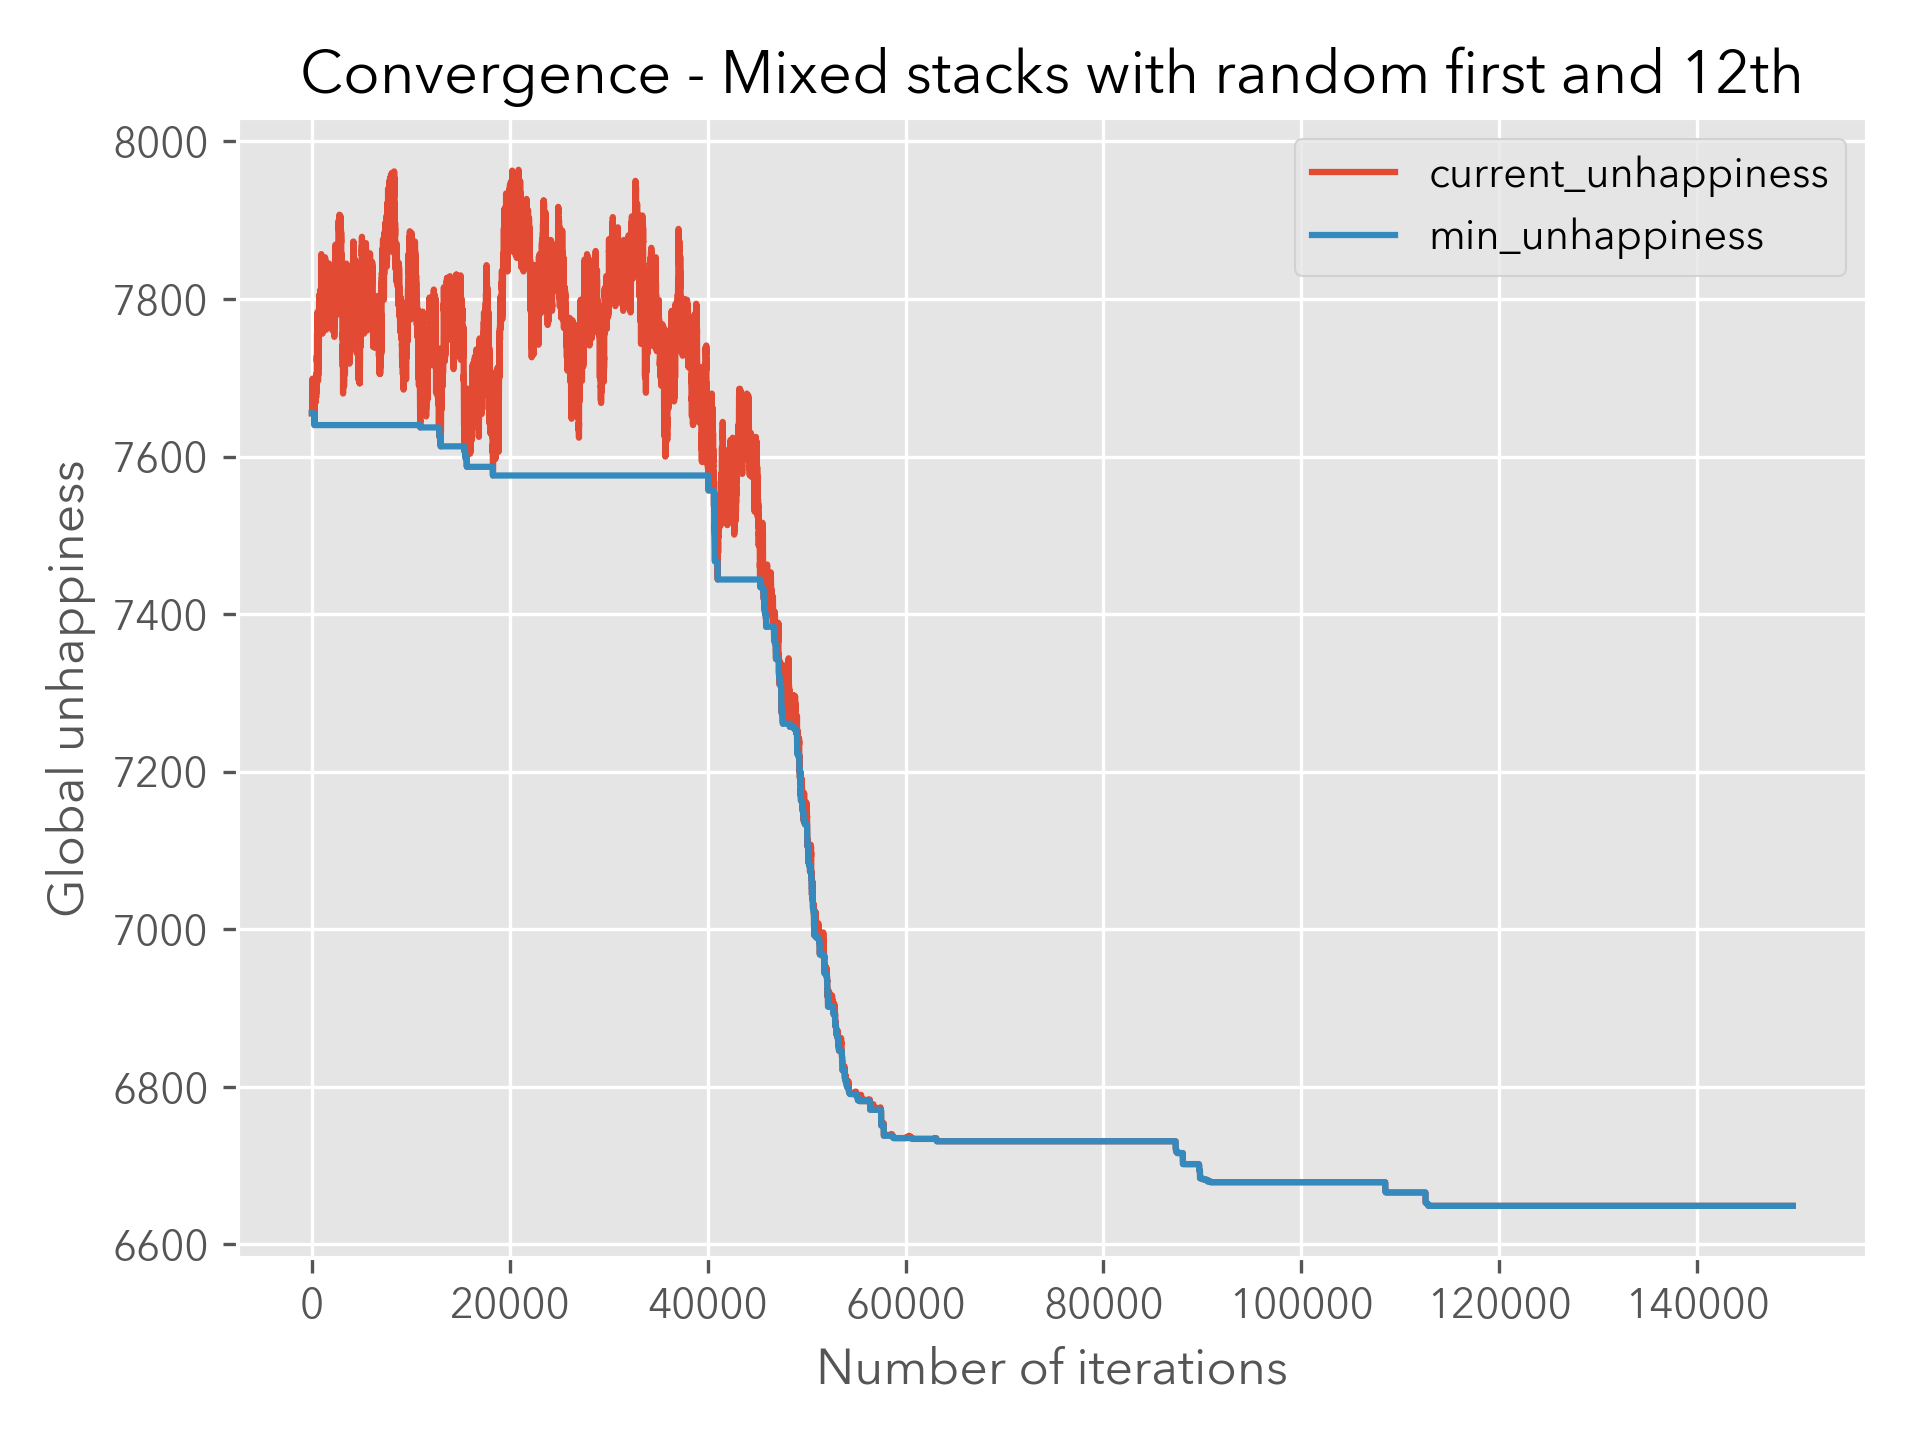 Convergence - Mixed stacks with random first and 12th
current_unhappiness
min_unhappiness
Global unhappiness
8000
7800
7600
7400
7200
7000
6800
6600
0 20000 40000 60000 80000 100000 120000 140000
Number of iterations